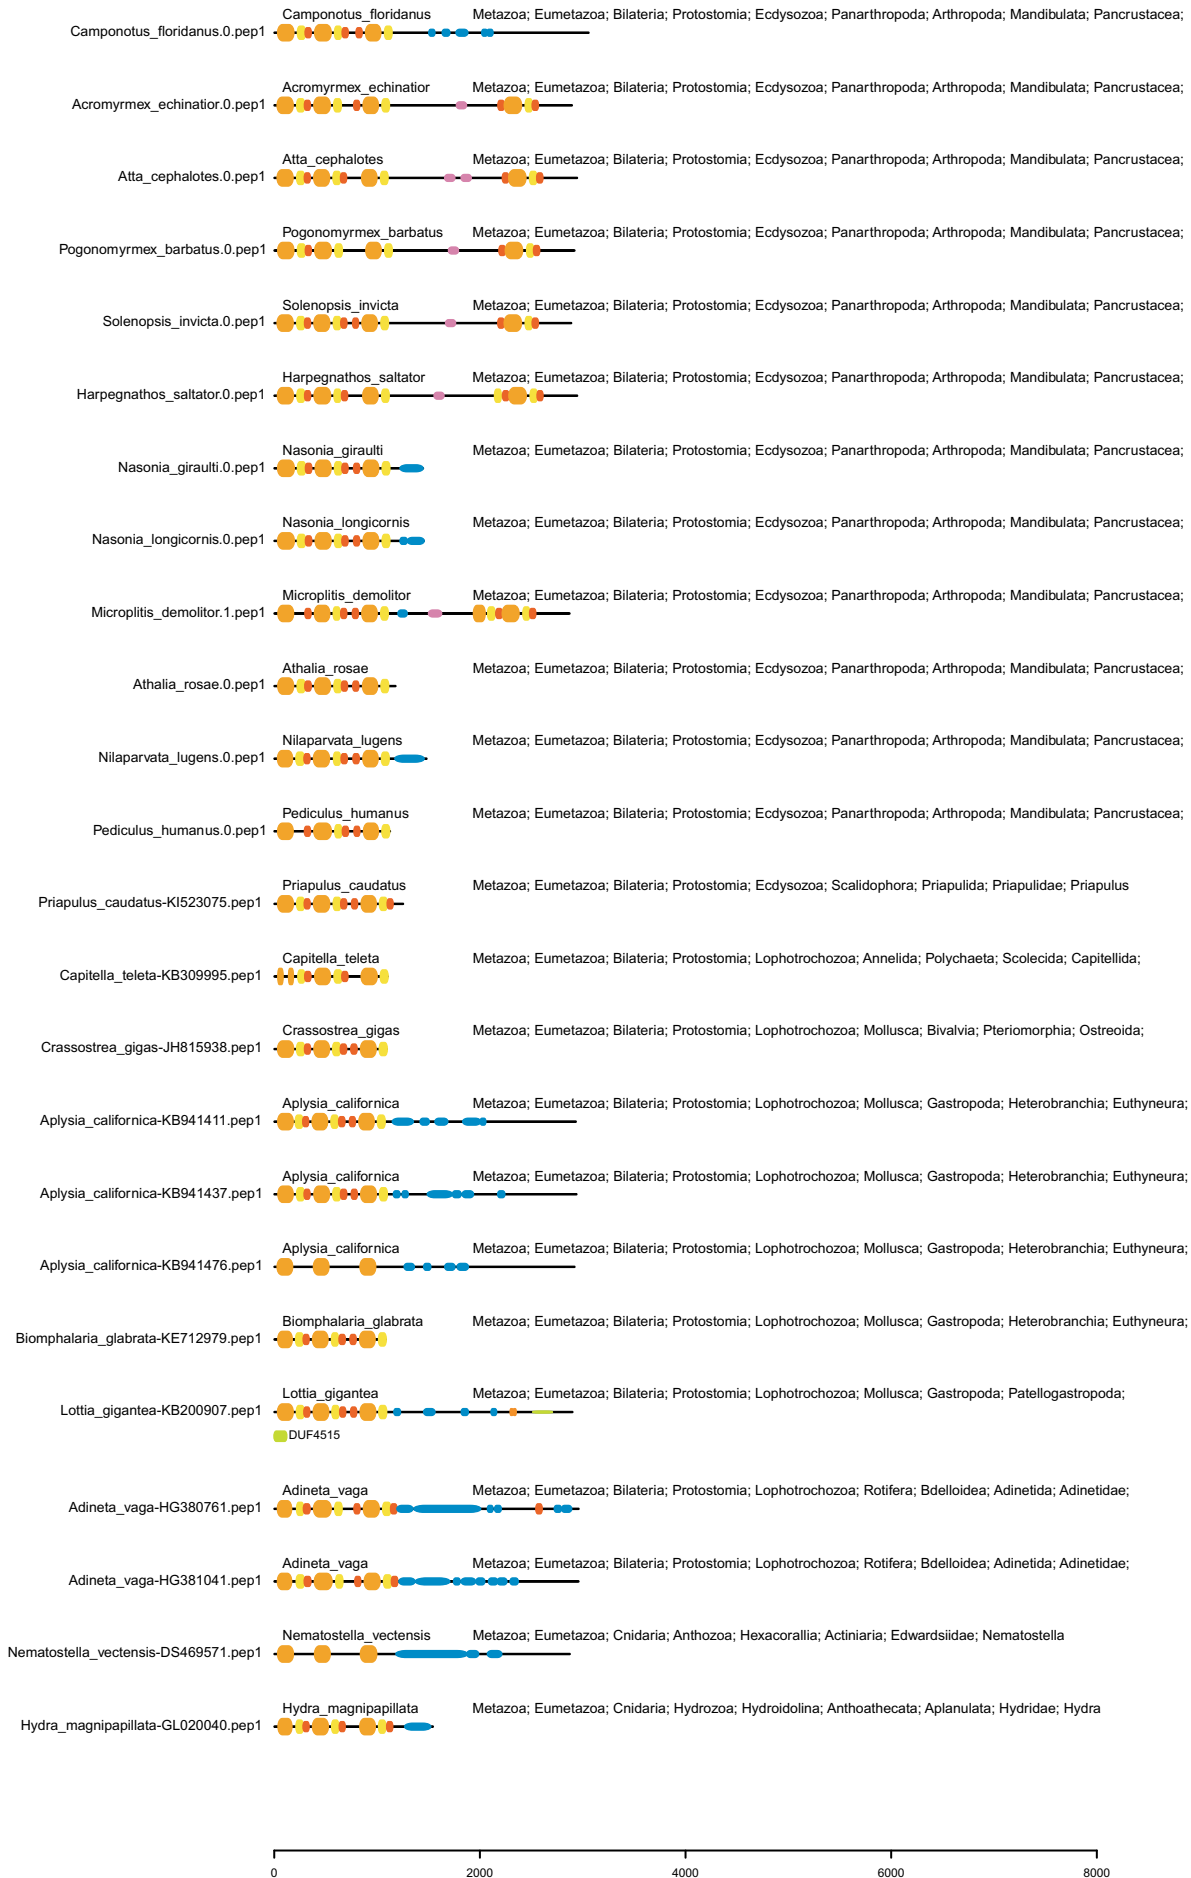 Camponotus_floridanus Metazoa; Eumetazoa; Bilateria; Protostomia; Ecdysozoa; Panarthropoda; Arthropoda; Mandibulata; Pancrustacea;
Camponotus_floridanus.0.pep1
Acromyrmex_echinatior Metazoa; Eumetazoa; Bilateria; Protostomia; Ecdysozoa; Panarthropoda; Arthropoda; Mandibulata; Pancrustacea;
Acromyrmex_echinatior.0.pep1
Atta_cephalotes Metazoa; Eumetazoa; Bilateria; Protostomia; Ecdysozoa; Panarthropoda; Arthropoda; Mandibulata; Pancrustacea;
Atta_cephalotes.0.pep1
Pogonomyrmex_barbatus Metazoa; Eumetazoa; Bilateria; Protostomia; Ecdysozoa; Panarthropoda; Arthropoda; Mandibulata; Pancrustacea;
Pogonomyrmex_barbatus.0.pep1
Solenopsis_invicta Metazoa; Eumetazoa; Bilateria; Protostomia; Ecdysozoa; Panarthropoda; Arthropoda; Mandibulata; Pancrustacea;
Solenopsis_invicta.0.pep1
Harpegnathos_saltator Metazoa; Eumetazoa; Bilateria; Protostomia; Ecdysozoa; Panarthropoda; Arthropoda; Mandibulata; Pancrustacea;
Harpegnathos_saltator.0.pep1
Nasonia_giraulti Metazoa; Eumetazoa; Bilateria; Protostomia; Ecdysozoa; Panarthropoda; Arthropoda; Mandibulata; Pancrustacea;
Nasonia_giraulti.0.pep1
Nasonia_longicornis Metazoa; Eumetazoa; Bilateria; Protostomia; Ecdysozoa; Panarthropoda; Arthropoda; Mandibulata; Pancrustacea;
Nasonia_longicornis.0.pep1
Microplitis_demolitor Metazoa; Eumetazoa; Bilateria; Protostomia; Ecdysozoa; Panarthropoda; Arthropoda; Mandibulata; Pancrustacea;
Microplitis_demolitor.1.pep1
Athalia_rosae Metazoa; Eumetazoa; Bilateria; Protostomia; Ecdysozoa; Panarthropoda; Arthropoda; Mandibulata; Pancrustacea;
Athalia_rosae.0.pep1
Nilaparvata_lugens Metazoa; Eumetazoa; Bilateria; Protostomia; Ecdysozoa; Panarthropoda; Arthropoda; Mandibulata; Pancrustacea;
Nilaparvata_lugens.0.pep1
Pediculus_humanus Metazoa; Eumetazoa; Bilateria; Protostomia; Ecdysozoa; Panarthropoda; Arthropoda; Mandibulata; Pancrustacea;
Pediculus_humanus.0.pep1
Priapulus_caudatus Metazoa; Eumetazoa; Bilateria; Protostomia; Ecdysozoa; Scalidophora; Priapulida; Priapulidae; Priapulus
Priapulus_caudatus-KI523075.pep1
Capitella_teleta Metazoa; Eumetazoa; Bilateria; Protostomia; Lophotrochozoa; Annelida; Polychaeta; Scolecida; Capitellida;
Capitella_teleta-KB309995.pep1
Crassostrea_gigas Metazoa; Eumetazoa; Bilateria; Protostomia; Lophotrochozoa; Mollusca; Bivalvia; Pteriomorphia; Ostreoida;
Crassostrea_gigas-JH815938.pep1
Aplysia_californica Metazoa; Eumetazoa; Bilateria; Protostomia; Lophotrochozoa; Mollusca; Gastropoda; Heterobranchia; Euthyneura;
Aplysia_californica-KB941411.pep1
Aplysia_californica Metazoa; Eumetazoa; Bilateria; Protostomia; Lophotrochozoa; Mollusca; Gastropoda; Heterobranchia; Euthyneura;
Aplysia_californica-KB941437.pep1
Aplysia_californica Metazoa; Eumetazoa; Bilateria; Protostomia; Lophotrochozoa; Mollusca; Gastropoda; Heterobranchia; Euthyneura;
Aplysia_californica-KB941476.pep1
Biomphalaria_glabrata Metazoa; Eumetazoa; Bilateria; Protostomia; Lophotrochozoa; Mollusca; Gastropoda; Heterobranchia; Euthyneura;
Biomphalaria_glabrata-KE712979.pep1
Lottia_gigantea Metazoa; Eumetazoa; Bilateria; Protostomia; Lophotrochozoa; Mollusca; Gastropoda; Patellogastropoda;
Lottia_gigantea-KB200907.pep1
DUF4515
Adineta_vaga Metazoa; Eumetazoa; Bilateria; Protostomia; Lophotrochozoa; Rotifera; Bdelloidea; Adinetida; Adinetidae;
Adineta_vaga-HG380761.pep1
Adineta_vaga Metazoa; Eumetazoa; Bilateria; Protostomia; Lophotrochozoa; Rotifera; Bdelloidea; Adinetida; Adinetidae;
Adineta_vaga-HG381041.pep1
Nematostella_vectensis Metazoa; Eumetazoa; Cnidaria; Anthozoa; Hexacorallia; Actiniaria; Edwardsiidae; Nematostella
Nematostella_vectensis-DS469571.pep1
Hydra_magnipapillata Metazoa; Eumetazoa; Cnidaria; Hydrozoa; Hydroidolina; Anthoathecata; Aplanulata; Hydridae; Hydra
Hydra_magnipapillata-GL020040.pep1
0 2000 4000 6000 8000